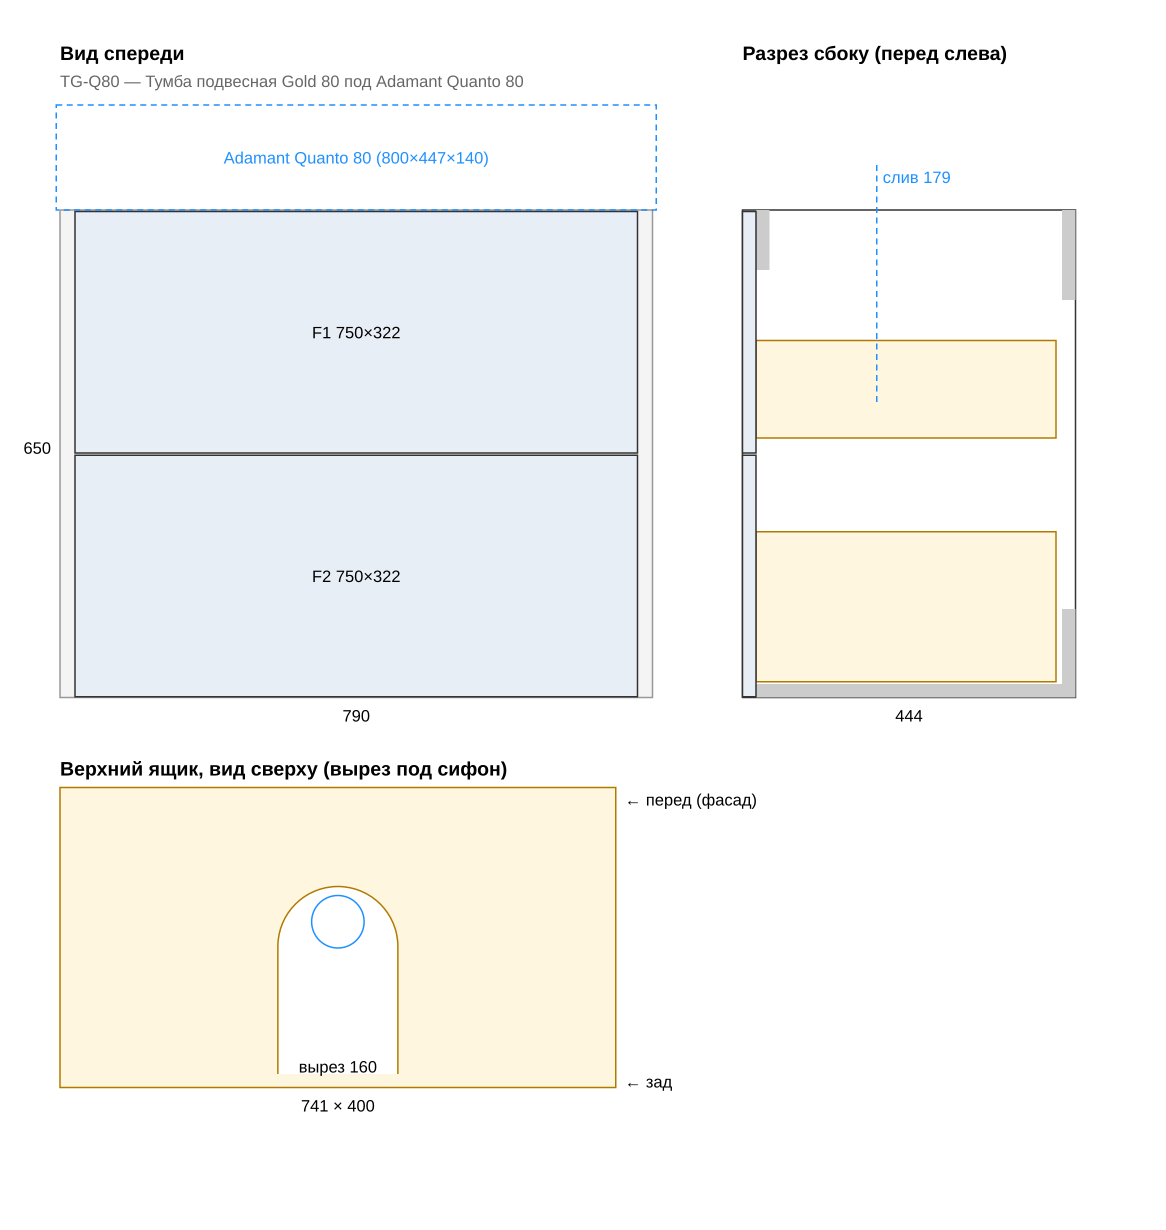 Вид спереди
TG-Q80 — Тумба подвесная Gold 80 под Adamant Quanto 80
Разрез сбоку (перед слева)
Adamant Quanto 80 (800×447×140)
слив 179
F1 750×322
650
F2 750×322
790
444
Верхний ящик, вид сверху (вырез под сифон)
← перед (фасад)
вырез 160
← зад
741 × 400